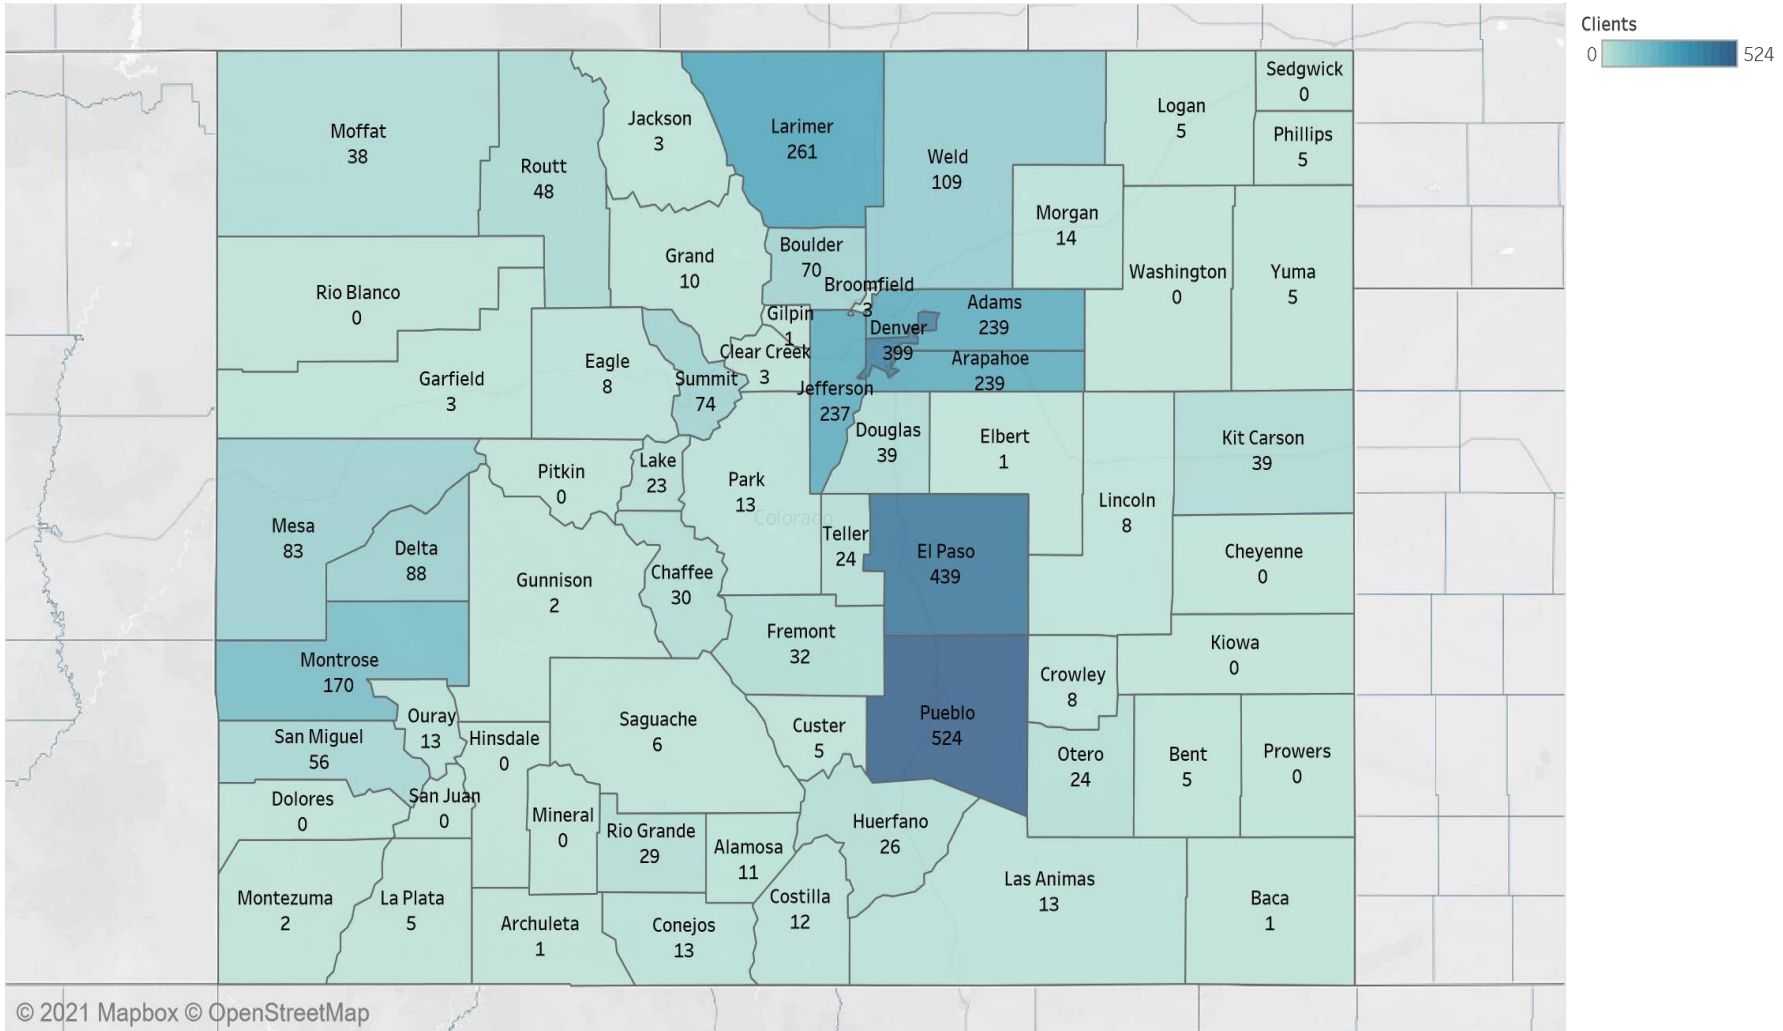 Clients
0
524
Sedgwick
0
Logan
5
Jackson
3
Larimer
261
Moffat
38
Phillips
5
Weld
109
Routt
48
Morgan
14
Boulder
70
Grand
10
Washington
0
Yuma
5
Broomfield
3
Rio Blanco
0
Adams
239
Gilpin
1
Denver
399
Clear Creek
3
Arapahoe
239
Eagle
8
Garfield
3
Summit
74
Jefferson
237
Douglas
39
Elbert
1
Kit Carson
39
Lake
23
Pitkin
0
Park
13
Lincoln
8
Colorado
Mesa
83
Teller
24
Delta
88
El Paso
439
Cheyenne
0
Gunnison
2
Chaffee
30
Fremont
32
Kiowa
0
Montrose
170
Crowley
8
Ouray
13
Saguache
6
Custer
5
Pueblo
524
San Miguel
56
Hinsdale
0
Otero
24
Bent
5
Prowers
0
Dolores
0
San Juan
0
Mineral
0
Rio Grande
29
Alamosa
11
Huerfano
26
Las Animas
13
Montezuma
2
La Plata
5
Costilla
12
Baca
1
Archuleta
1
Conejos
13
© 2021 Mapbox © OpenStreetMap